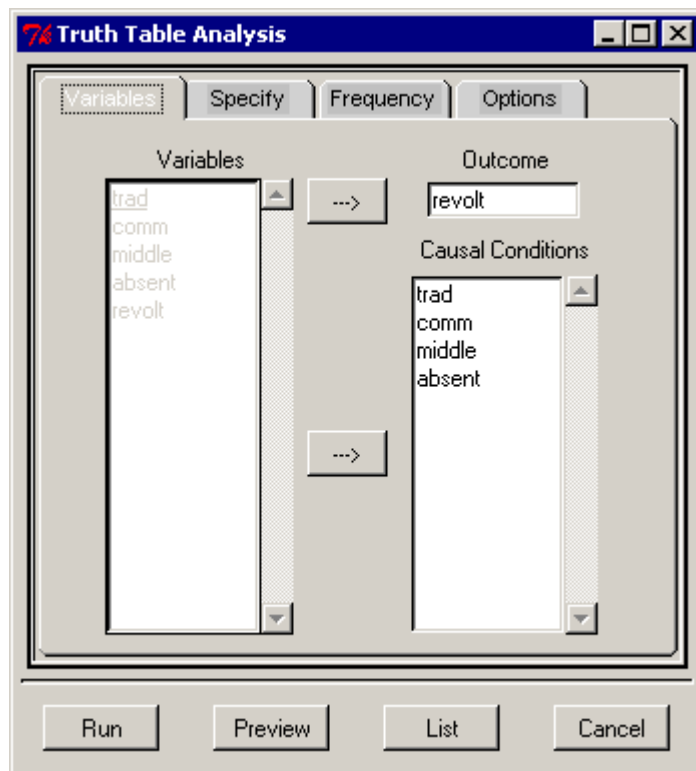 Truth Table Analysis
Variables Specify Frequency Options
Variables
trad
comm
middle
absent
revolt
--->
Outcome
revolt
Causal Conditions
trad
comm
middle
absent
--->
Run Preview List Cancel